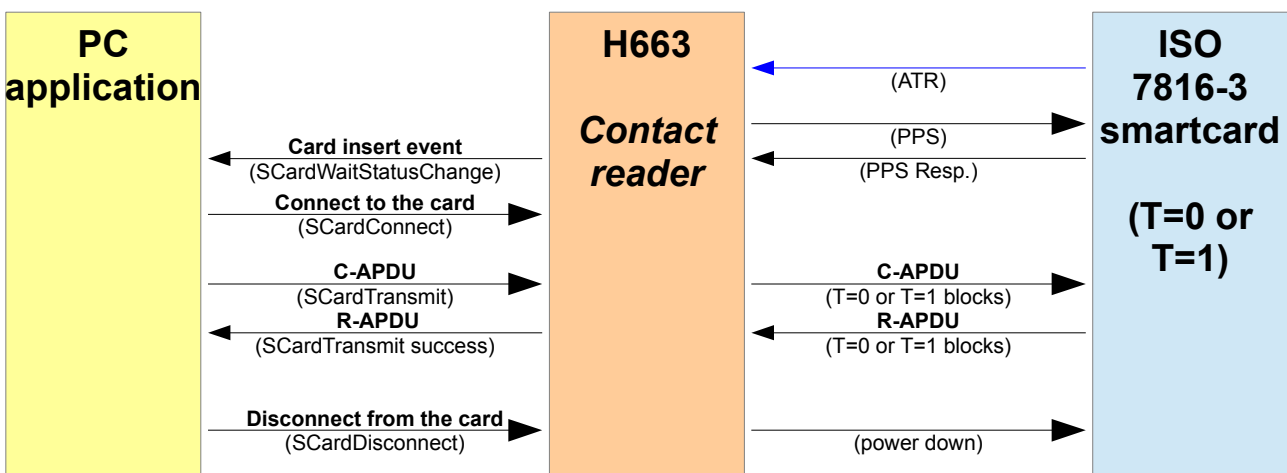 PC
application
H663
Contact
reader
ISO
7816-3
smartcard
(T=0 or
T=1)
(ATR)
(PPS)
(PPS Resp.)
Card insert event
(SCardWaitStatusChange)
Connect to the card
(SCardConnect)
C-APDU
(SCardTransmit)
C-APDU
(T=0 or T=1 blocks)
R-APDU
(SCardTransmit success)
R-APDU
(T=0 or T=1 blocks)
Disconnect from the card
(SCardDisconnect)
(power down)